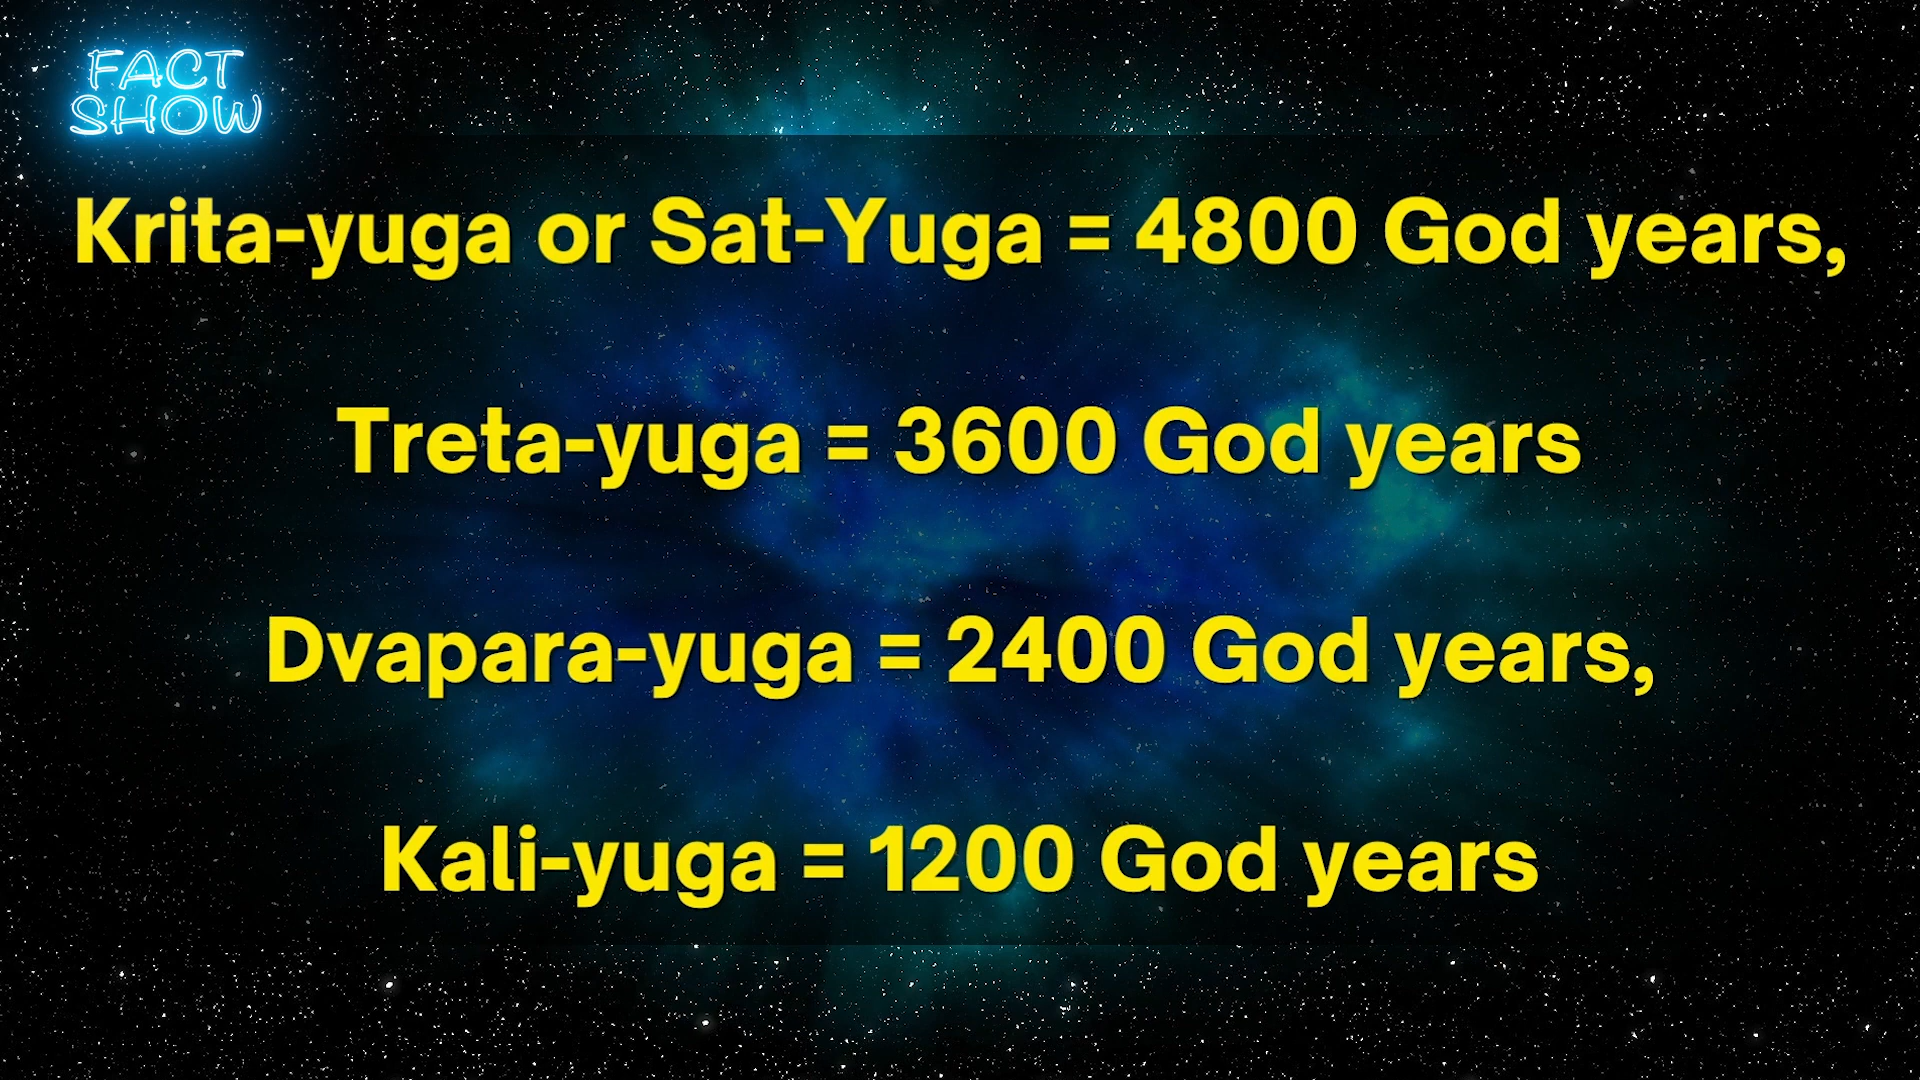 FACT
SHOW
Krita-yuga or Sat-Yuga = 4800 God years,
Treta-yuga = 3600 God years
Dvapara-yuga = 2400 God years,
Kali-yuga = 1200 God years